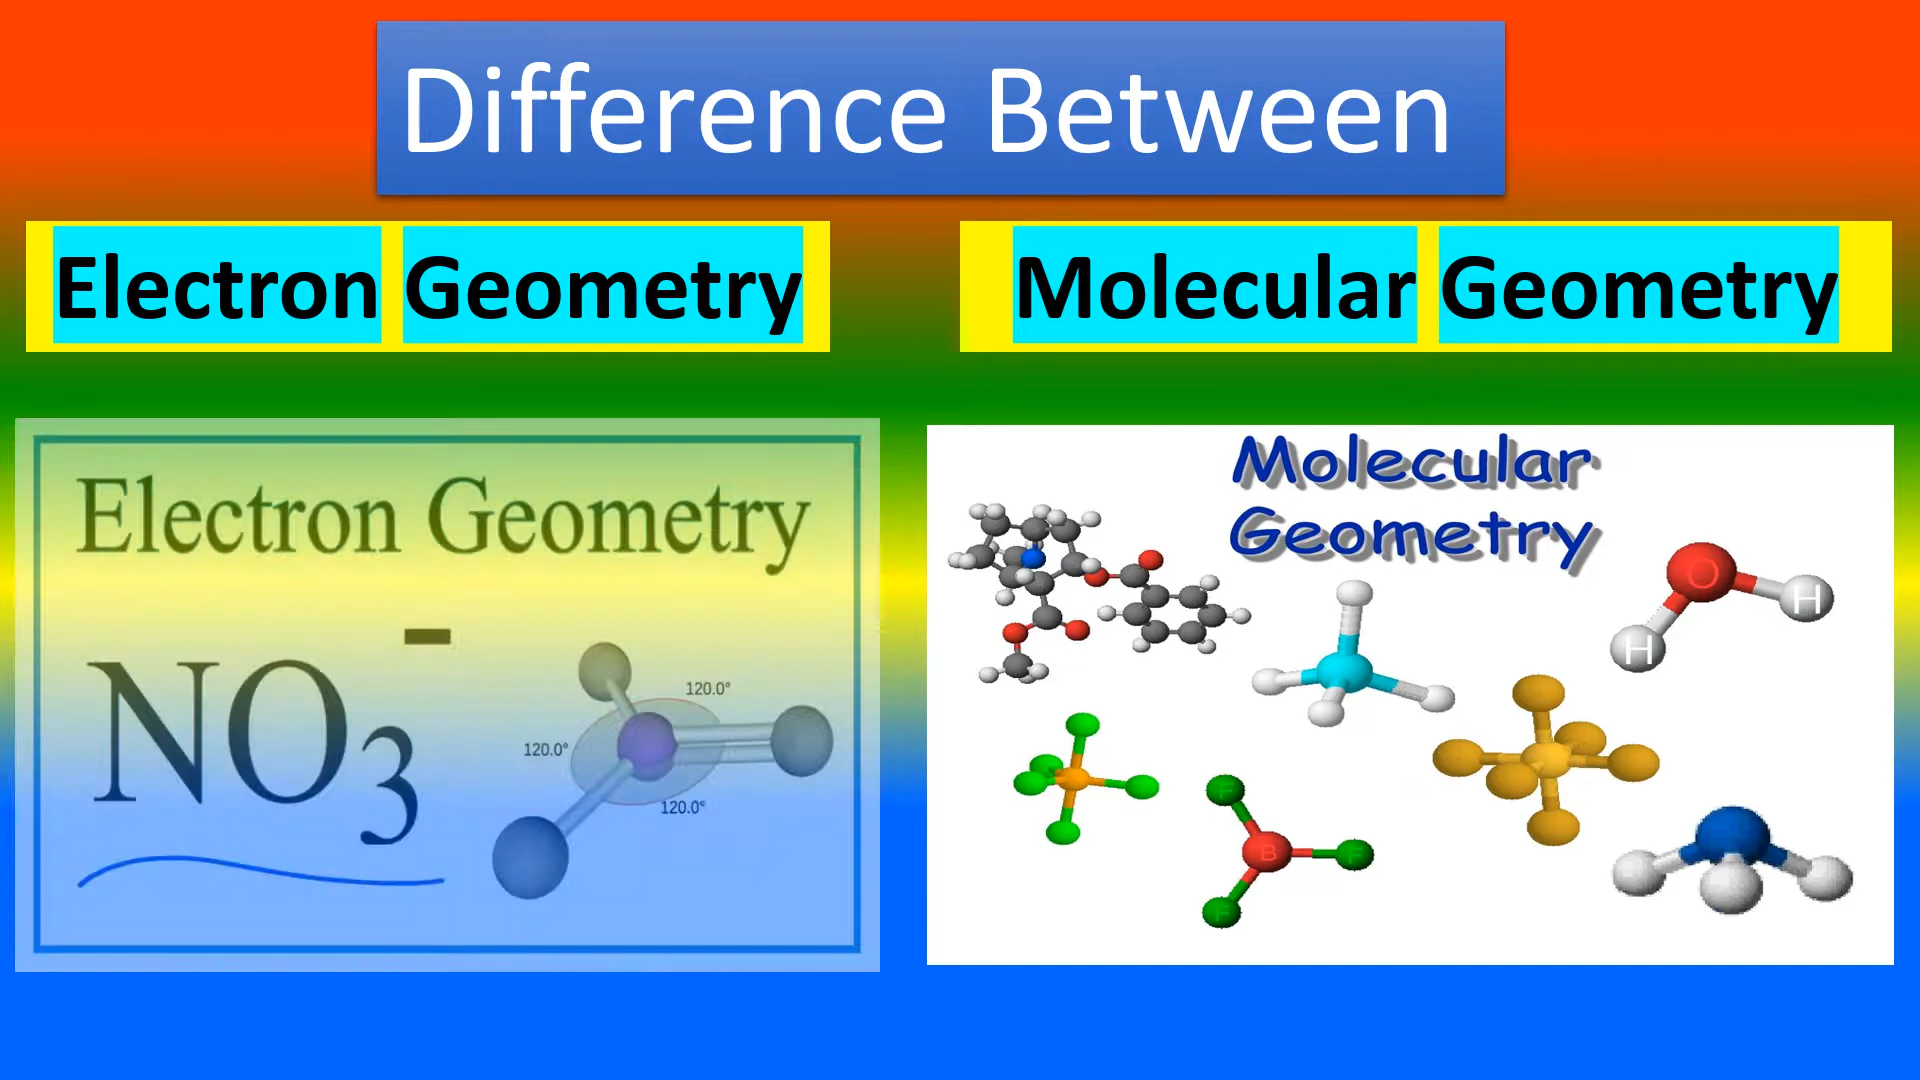 Difference Between
Electron Geometry
Molecular Geometry
Electron Geometry
NO3-
120.0°
120.0°
120.0°
Molecular
Geometry
O
H
H
F
B
F
F